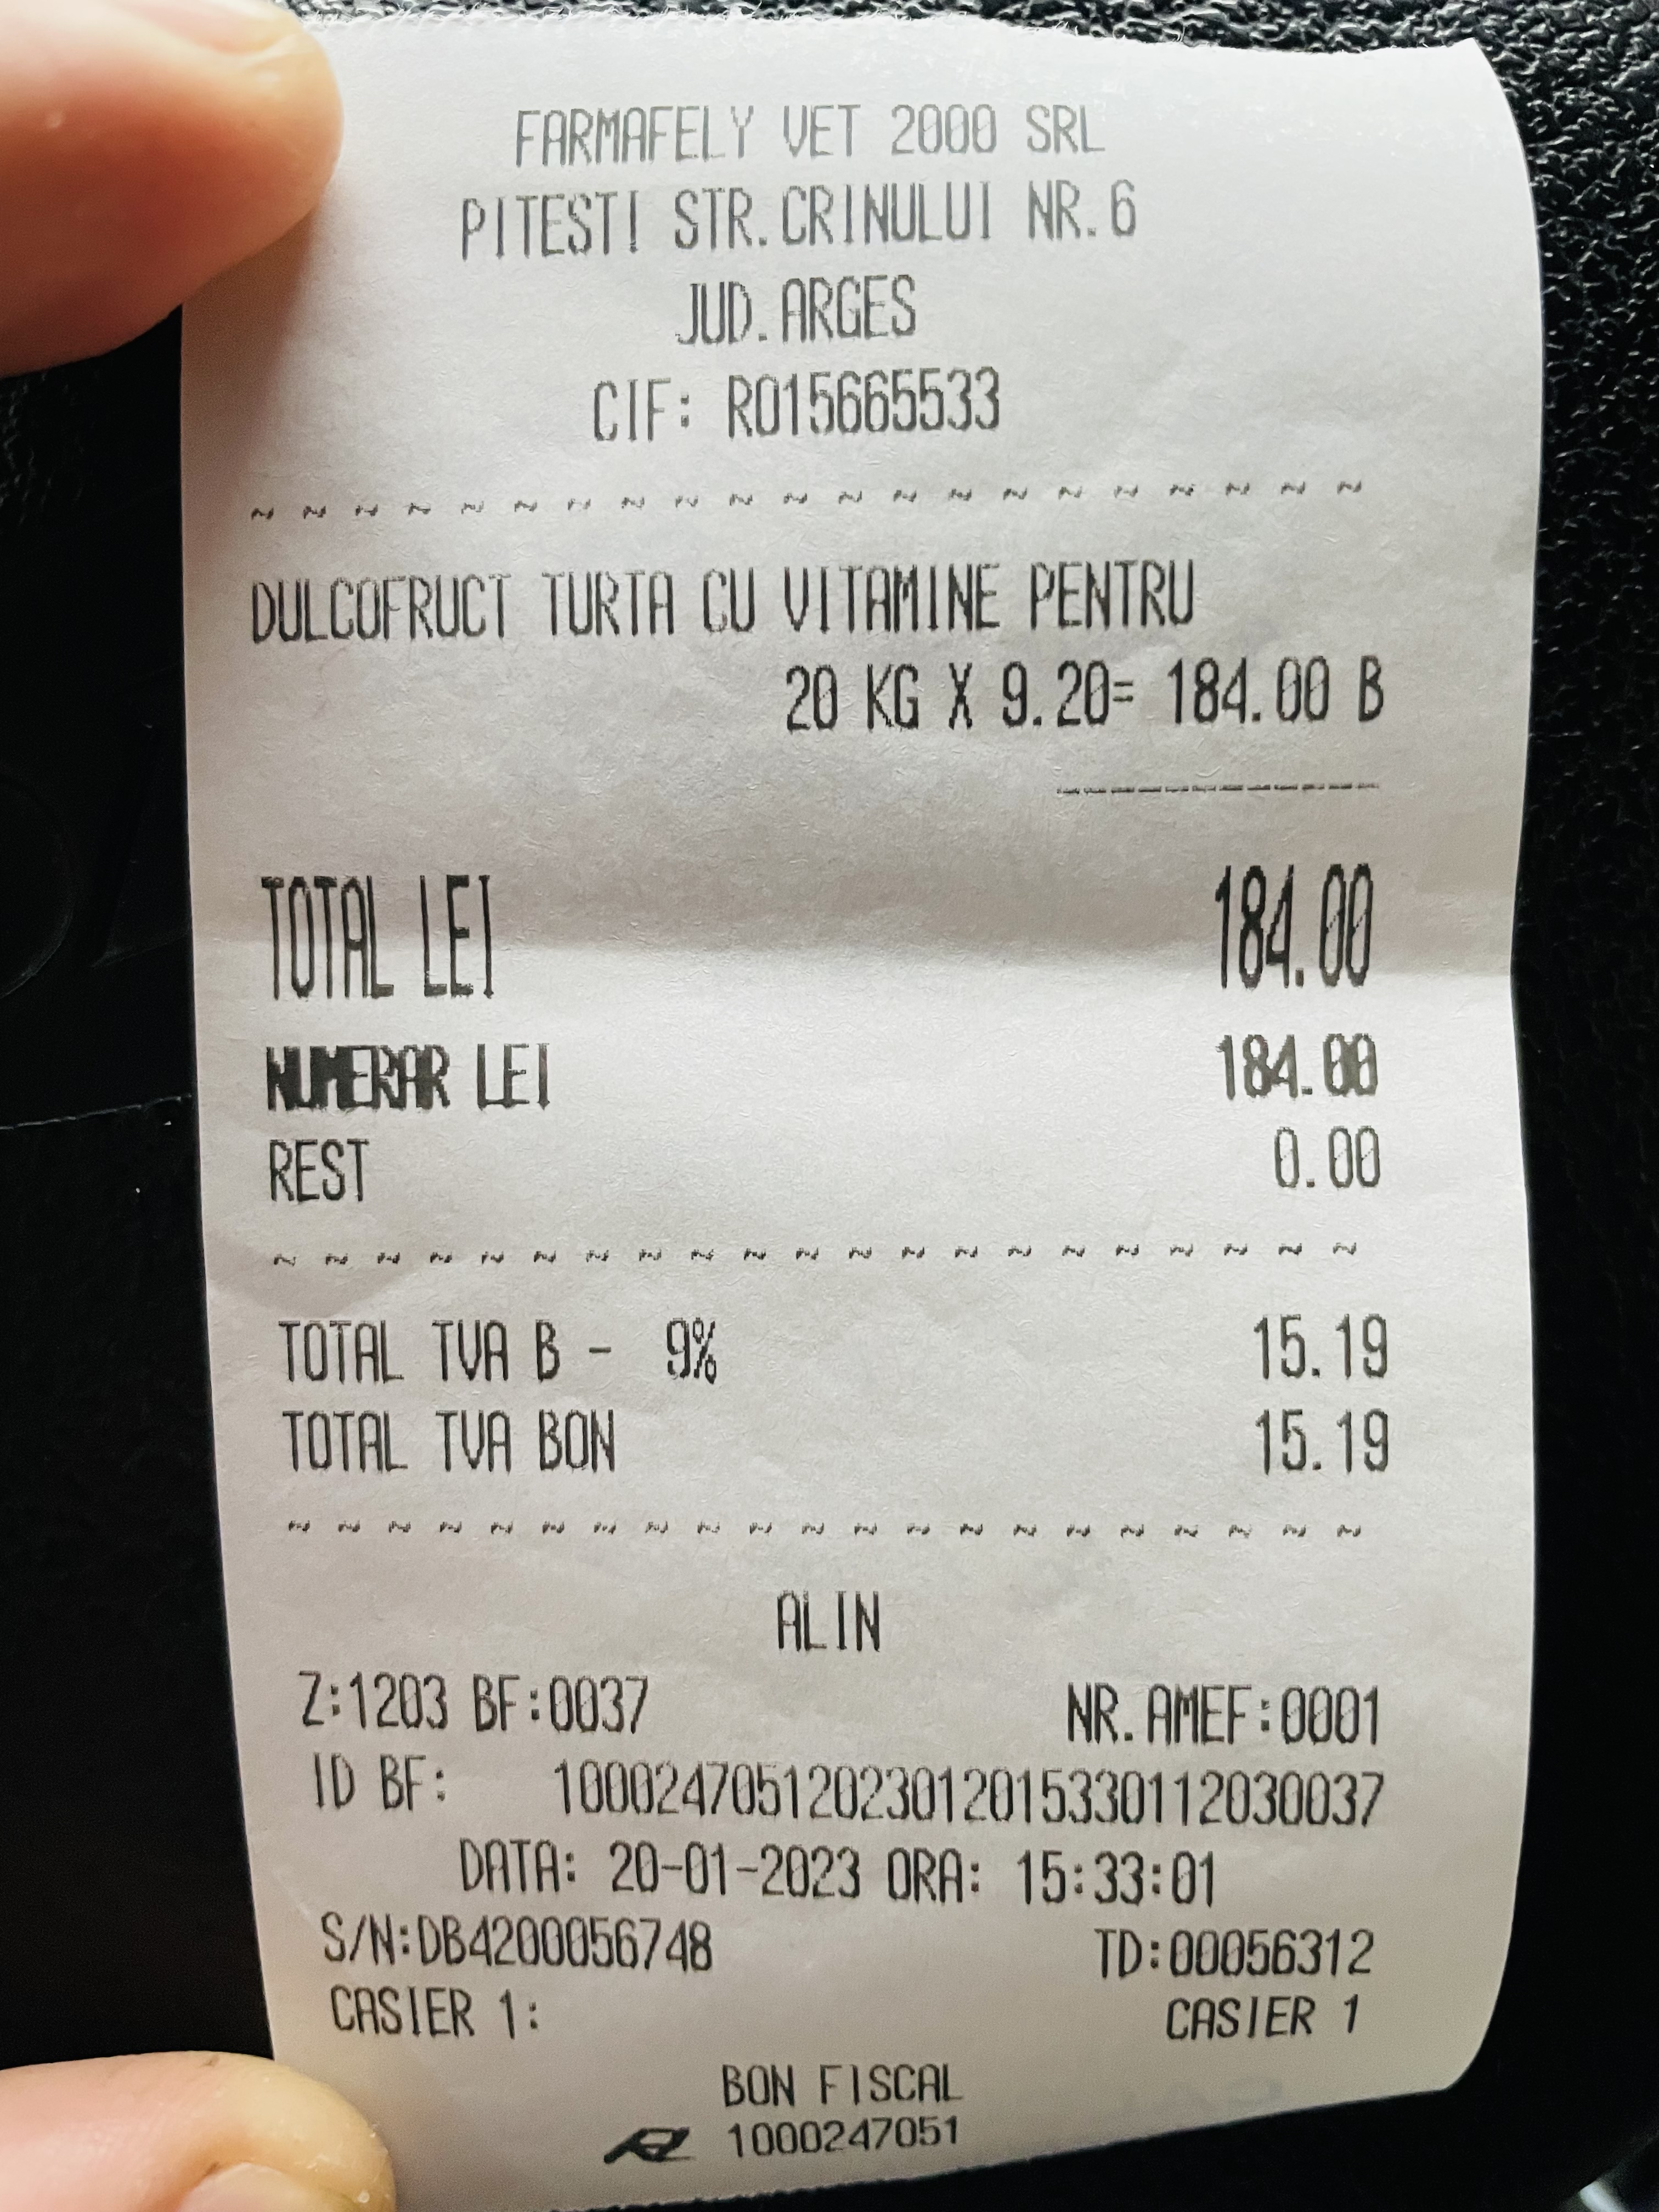 FARMAFELY VET 2000 SRL
PITESTI STR.CRINULUI NR.6
JUD.ARGES
CIF: RO15665533
~ ~ ~ ~ ~ ~ ~ ~ ~ ~ ~ ~ ~ ~ ~ ~ ~ ~ ~ ~ ~
DULCOFRUCT TURTA CU VITAMINE PENTRU
20 KG X 9.20= 184.00 B
------------
TOTAL LEI 184.00
NUMERAR LEI 184.00
REST 0.00
~ ~ ~ ~ ~ ~ ~ ~ ~ ~ ~ ~ ~ ~ ~ ~ ~ ~ ~ ~ ~
TOTAL TVA B - 9% 15.19
TOTAL TVA BON 15.19
~ ~ ~ ~ ~ ~ ~ ~ ~ ~ ~ ~ ~ ~ ~ ~ ~ ~ ~ ~ ~
ALIN
Z:1203 BF:0037 NR.AMEF:0001
ID BF: 10002470512023012015330112030037
DATA: 20-01-2023 ORA: 15:33:01
S/N:DB4200056748 TD:00056312
CASIER 1: CASIER 1
BON FISCAL
1000247051